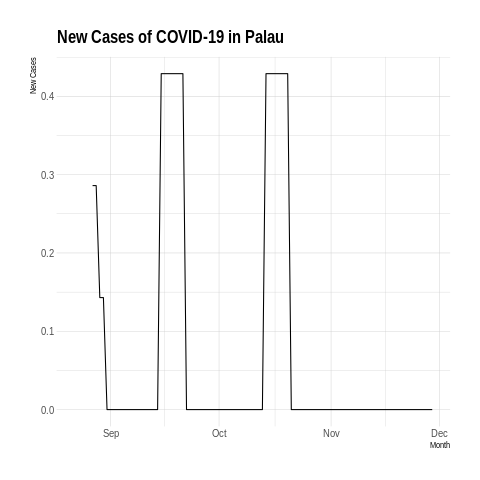 New Cases of COVID-19 in Palau
New Cases
0.4
0.3
0.2
0.1
0.0
Sep Oct Nov Dec
Month